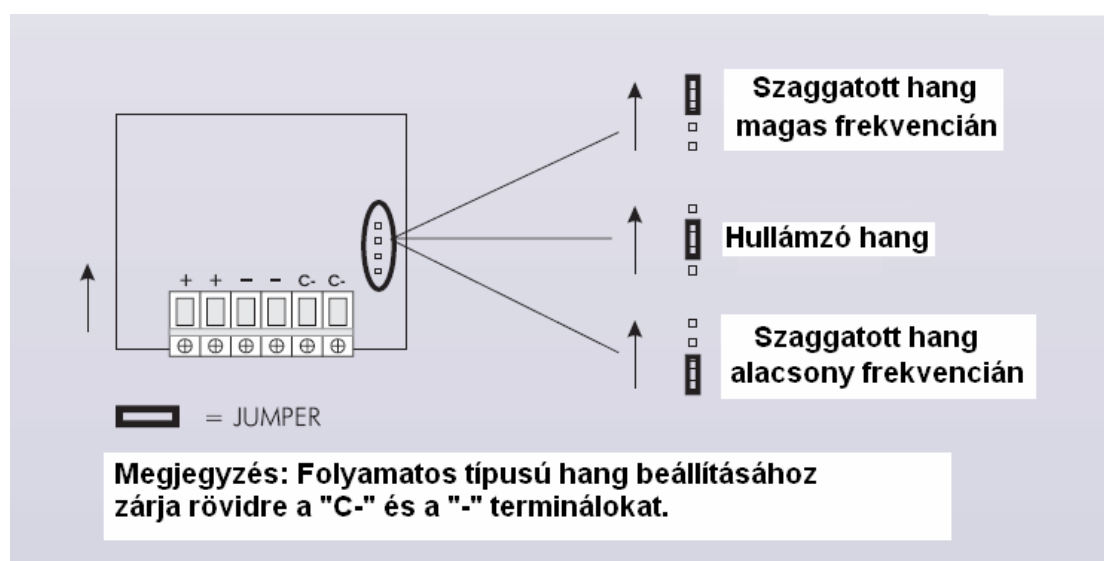 Szaggatott hang
magas frekvencián
Hullámzó hang
+ + − − C- C-
Szaggatott hang
alacsony frekvencián
= JUMPER
Megjegyzés: Folyamatos típusú hang beállításához
zárja rövidre a "C-" és a "-" terminálokat.